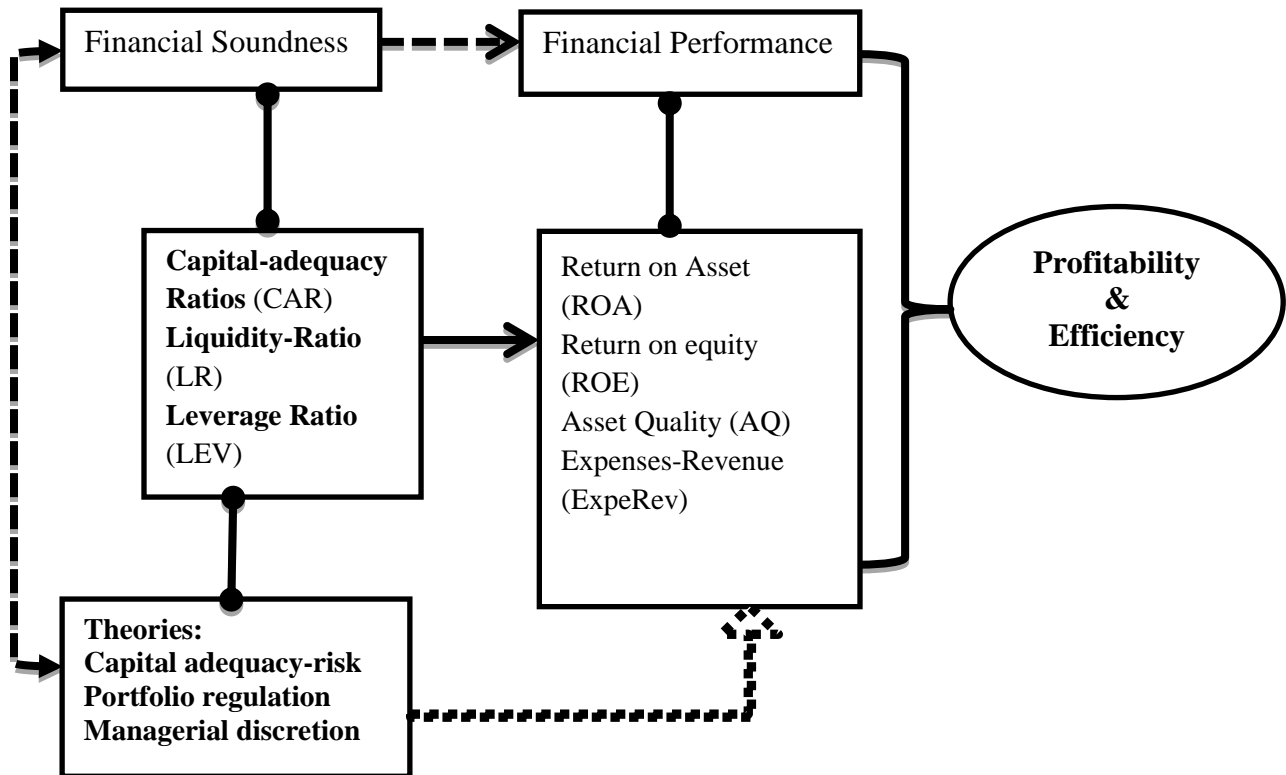 Financial Soundness
Financial Performance
Capital-adequacy
Ratios (CAR)
Liquidity-Ratio
(LR)
Leverage Ratio
(LEV)
Return on Asset
(ROA)
Return on equity
(ROE)
Asset Quality (AQ)
Expenses-Revenue
(ExpeRev)
Profitability
&
Efficiency
Theories:
Capital adequacy-risk
Portfolio regulation
Managerial discretion